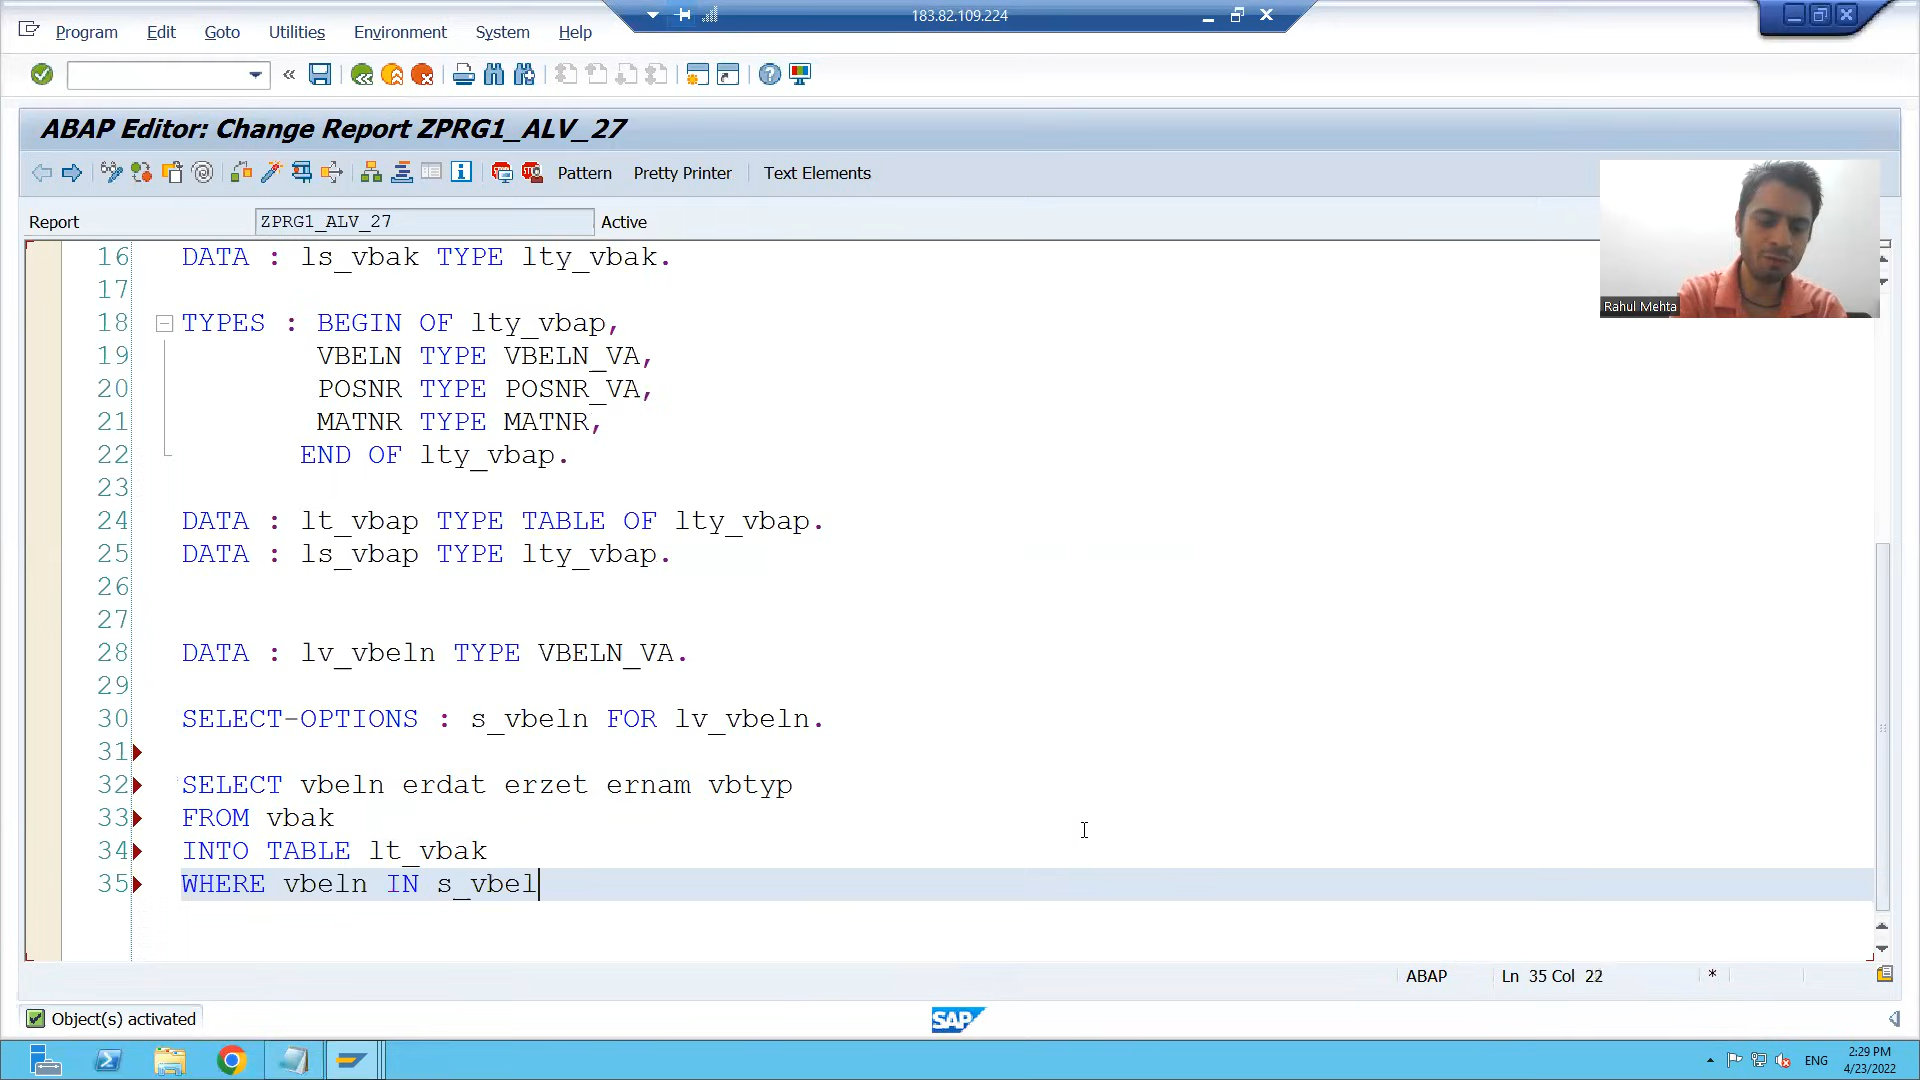 183.82.109.224
Program Edit Goto Utilities Environment System Help
ABAP Editor: Change Report ZPRG1_ALV_27
Pattern Pretty Printer Text Elements
Report ZPRG1_ALV_27 Active
Rahul Mehta
16 DATA : ls_vbak TYPE lty_vbak.
17
18 TYPES : BEGIN OF lty_vbap,
19 VBELN TYPE VBELN_VA,
20 POSNR TYPE POSNR_VA,
21 MATNR TYPE MATNR,
22 END OF lty_vbap.
23
24 DATA : lt_vbap TYPE TABLE OF lty_vbap.
25 DATA : ls_vbap TYPE lty_vbap.
26
27
28 DATA : lv_vbeln TYPE VBELN_VA.
29
30 SELECT-OPTIONS : s_vbeln FOR lv_vbeln.
31
32 SELECT vbeln erdat erzet ernam vbtyp
33 FROM vbak
34 INTO TABLE lt_vbak
35 WHERE vbeln IN s_vbel
ABAP Ln 35 Col 22 *
Object(s) activated
SAP
ENG
2:29 PM
4/23/2022